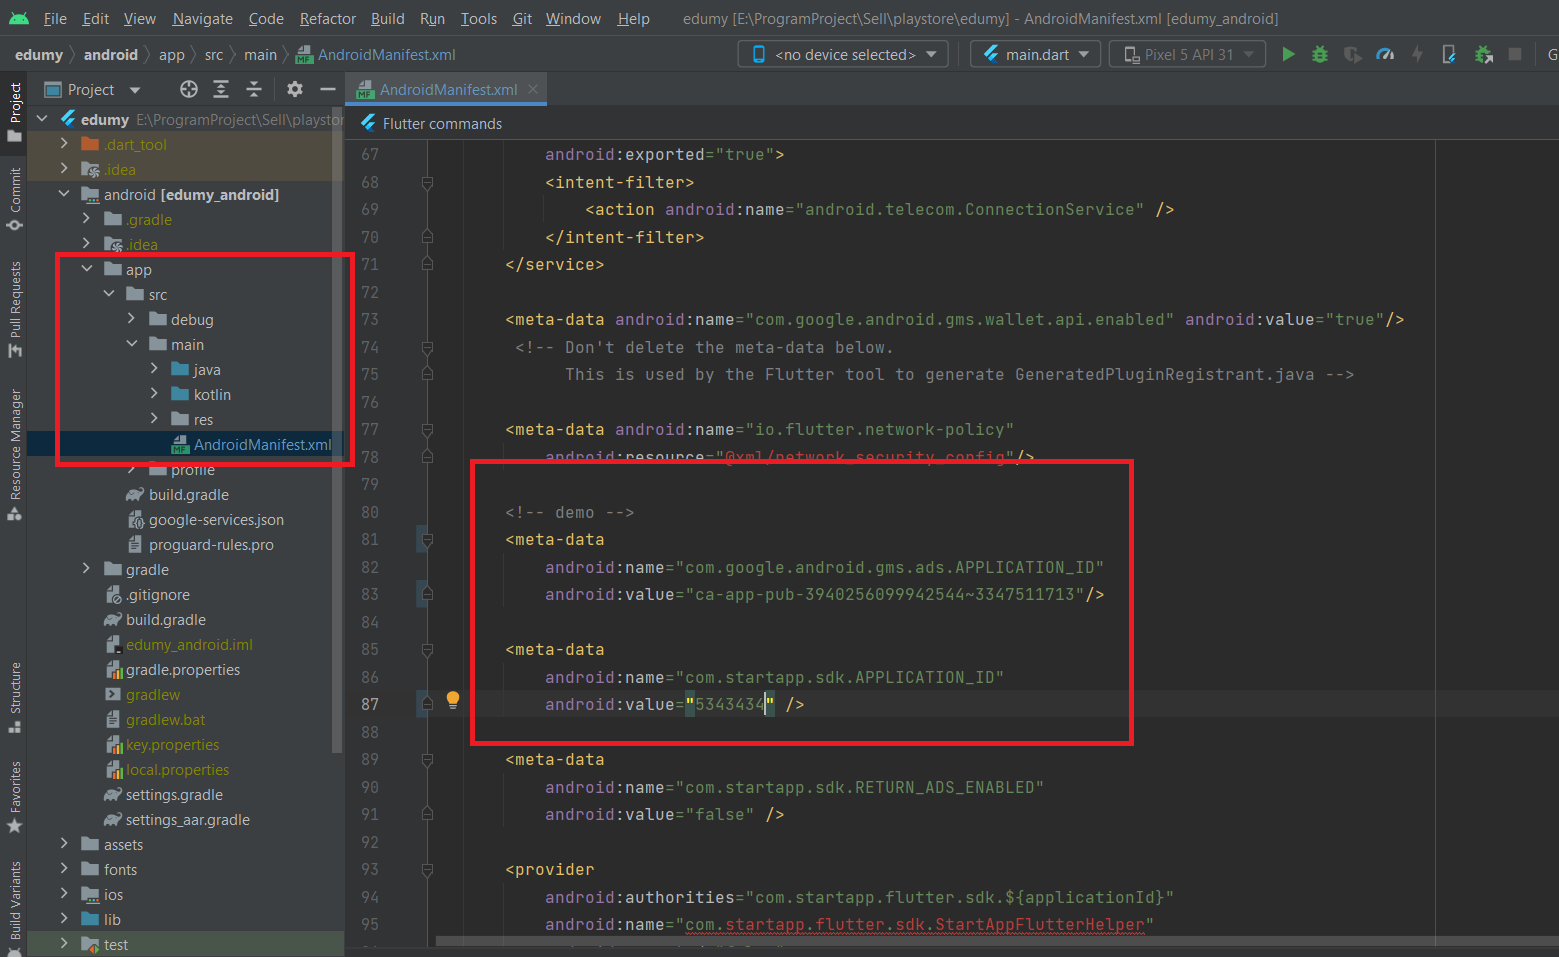 File Edit View Navigate Code Refactor Build Run Tools Git Window Help edumy [E:\ProgramProject\Sell\playstore\edumy] - AndroidManifest.xml [edumy_android]
edumy android app src main AndroidManifest.xml <no device selected> main.dart Pixel 5 API 31 G
Project AndroidManifest.xml
Flutter commands
Project
Commit
Pull Requests
Resource Manager
Structure
Favorites
Build Variants
edumy E:\ProgramProject\Sell\playstor
.dart_tool
.idea
android [edumy_android]
.gradle
.idea
app
src
debug
main
java
kotlin
res
AndroidManifest.xml
profile
build.gradle
google-services.json
proguard-rules.pro
gradle
.gitignore
build.gradle
edumy_android.iml
gradle.properties
gradlew
gradlew.bat
key.properties
local.properties
settings.gradle
settings_aar.gradle
assets
fonts
ios
lib
test
67 android:exported="true">
68 <intent-filter>
69 <action android:name="android.telecom.ConnectionService" />
70 </intent-filter>
71 </service>
72
73 <meta-data android:name="com.google.android.gms.wallet.api.enabled" android:value="true"/>
74 <!-- Don't delete the meta-data below.
75 This is used by the Flutter tool to generate GeneratedPluginRegistrant.java -->
76
77 <meta-data android:name="io.flutter.network-policy"
78 android:resource="@xml/network_security_config"/>
79
80 <!-- demo -->
81 <meta-data
82 android:name="com.google.android.gms.ads.APPLICATION_ID"
83 android:value="ca-app-pub-3940256099942544~3347511713"/>
84
85 <meta-data
86 android:name="com.startapp.sdk.APPLICATION_ID"
87 android:value="5343434" />
88
89 <meta-data
90 android:name="com.startapp.sdk.RETURN_ADS_ENABLED"
91 android:value="false" />
92
93 <provider
94 android:authorities="com.startapp.flutter.sdk.${applicationId}"
95 android:name="com.startapp.flutter.sdk.StartAppFlutterHelper"